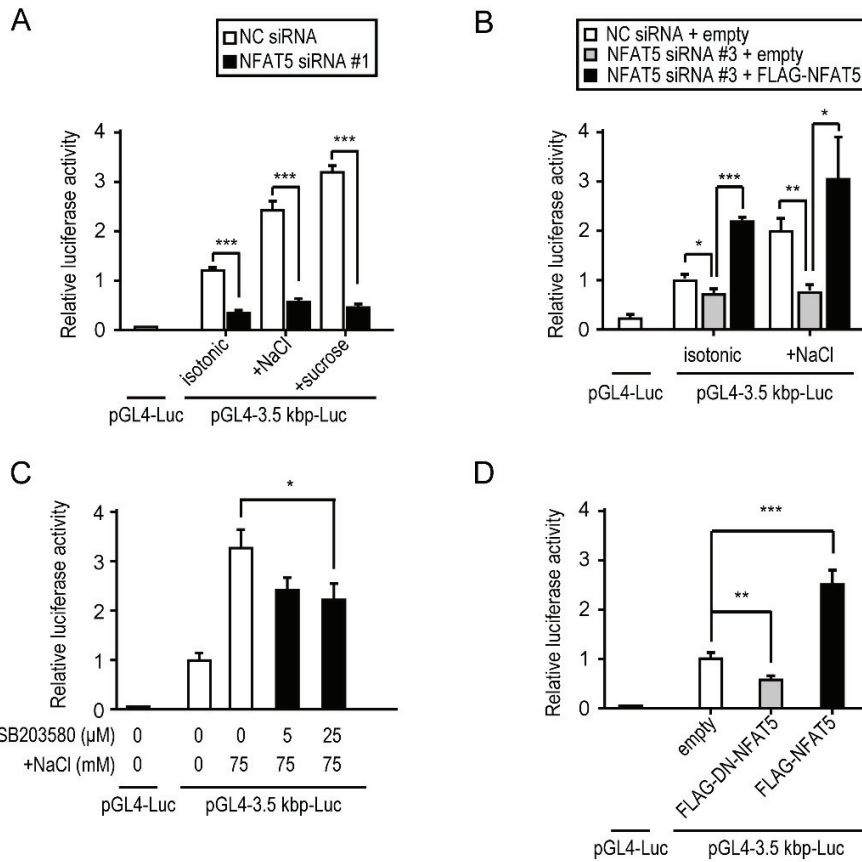 A
NC siRNA
NFAT5 siRNA #1
Relative luciferase activity
4
3
2
1
0
***
***
***
isotonic
+NaCl
+sucrose
pGL4-Luc
pGL4-3.5 kbp-Luc
B
NC siRNA + empty
NFAT5 siRNA #3 + empty
NFAT5 siRNA #3 + FLAG-NFAT5
Relative luciferase activity
4
3
2
1
0
*
***
**
*
isotonic
+NaCl
pGL4-Luc
pGL4-3.5 kbp-Luc
C
Relative luciferase activity
4
3
2
1
0
*
SB203580 (µM) 0 0 0 5 25
+NaCl (mM) 0 0 75 75 75
pGL4-Luc
pGL4-3.5 kbp-Luc
D
Relative luciferase activity
4
3
2
1
0
***
**
empty
FLAG-DN-NFAT5
FLAG-NFAT5
pGL4-Luc
pGL4-3.5 kbp-Luc